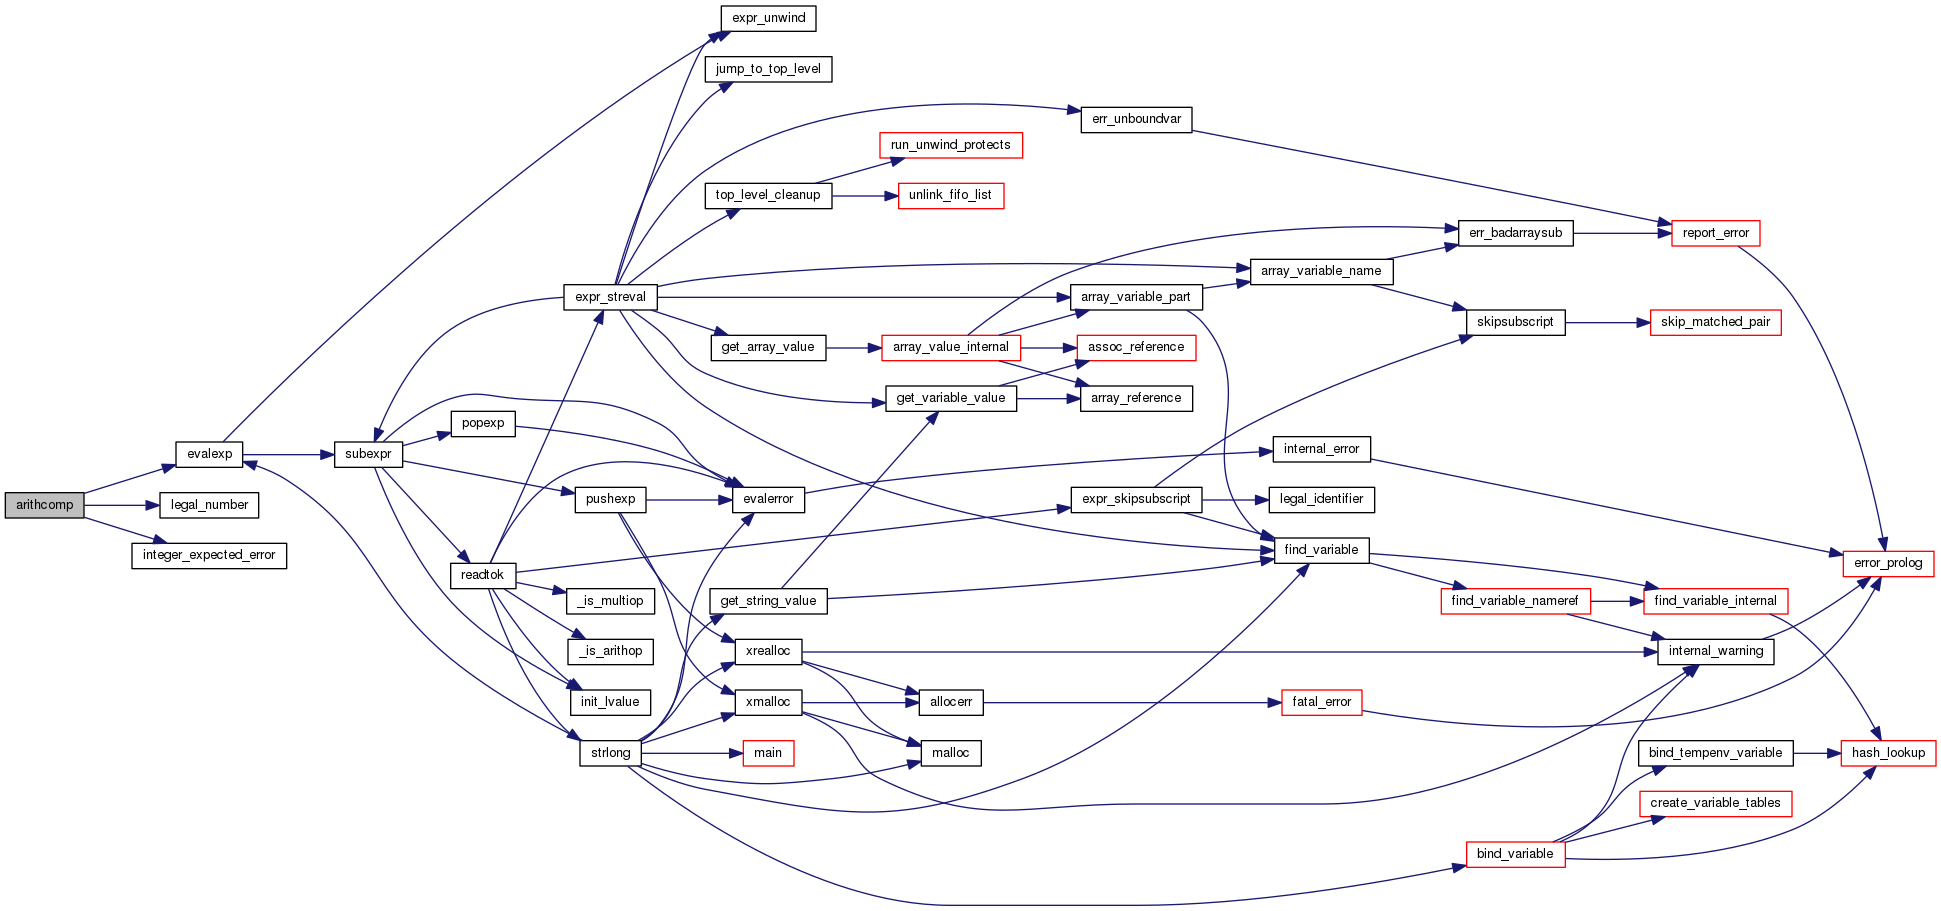 expr_unwind
jump_to_top_level
err_unboundvar
run_unwind_protects
top_level_cleanup
unlink_fifo_list
err_badarraysub
report_error
array_variable_name
expr_streval
array_variable_part
skipsubscript
skip_matched_pair
get_array_value
array_value_internal
assoc_reference
get_variable_value
array_reference
popexp
evalexp
subexpr
internal_error
arithcomp
legal_number
pushexp
evalerror
expr_skipsubscript
legal_identifier
integer_expected_error
find_variable
error_prolog
readtok
_is_multiop
get_string_value
find_variable_nameref
find_variable_internal
_is_arithop
xrealloc
internal_warning
init_lvalue
xmalloc
allocerr
fatal_error
strlong
main
malloc
bind_tempenv_variable
hash_lookup
create_variable_tables
bind_variable